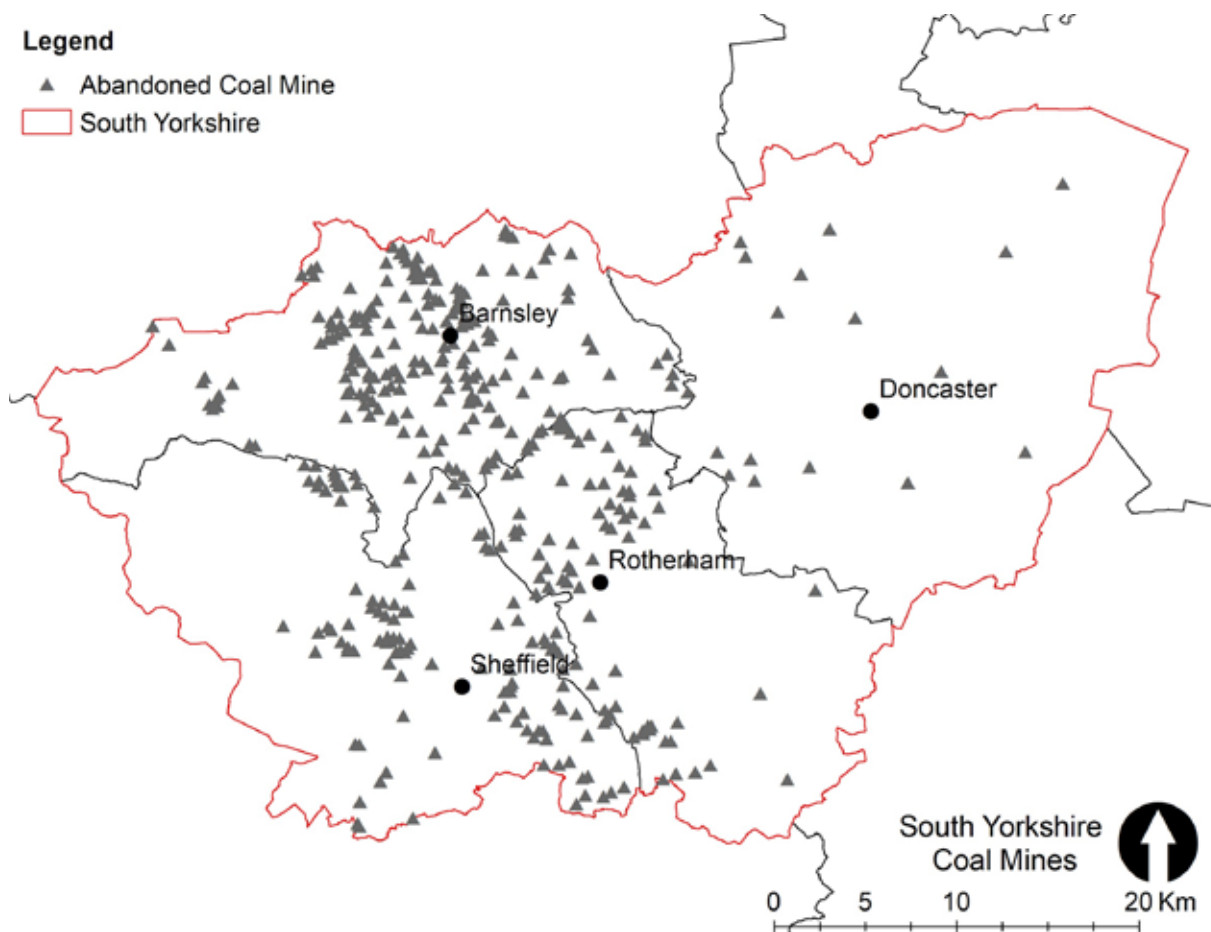 Legend
Abandoned Coal Mine
South Yorkshire
Barnsley
Doncaster
Rotherham
Sheffield
South Yorkshire
Coal Mines
0 5 10 20 Km